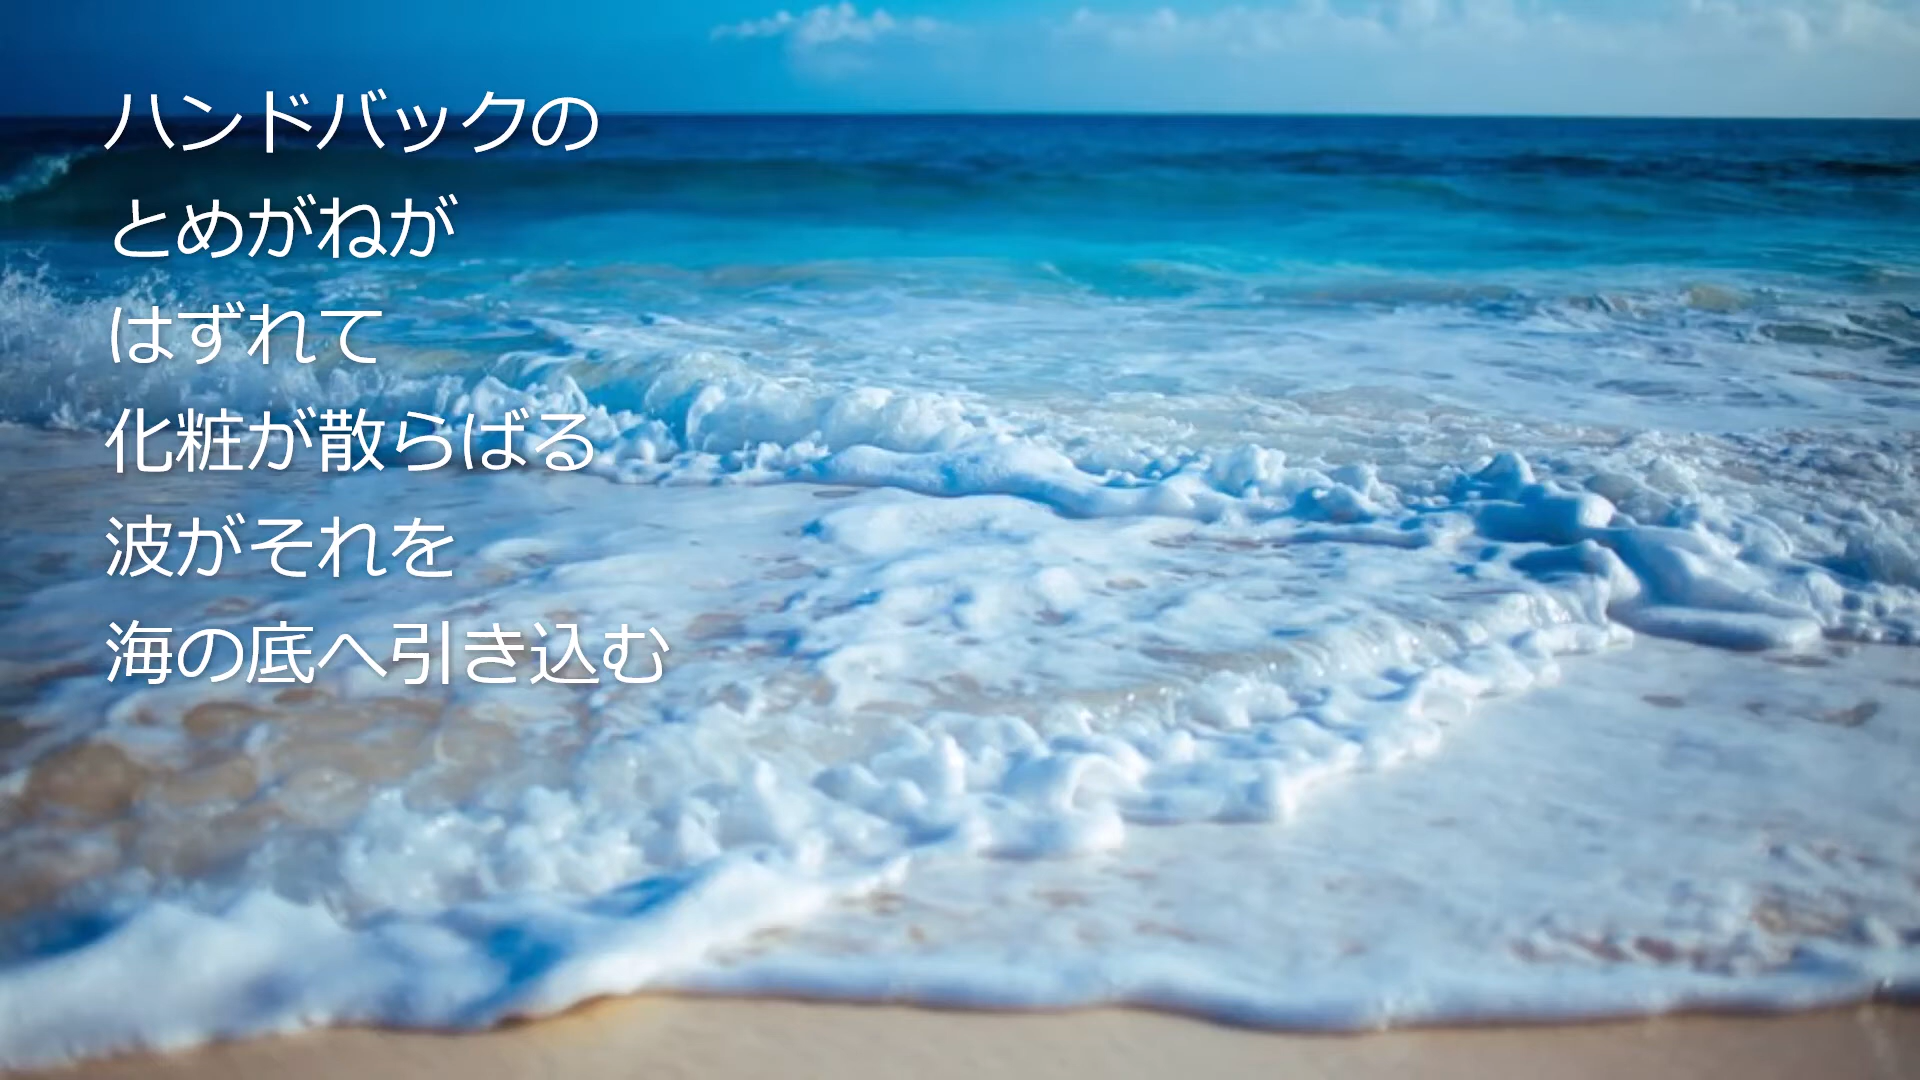 ハンドバックの
とめがねが
はずれて
化粧が散らばる
波がそれを
海の底へ引き込む